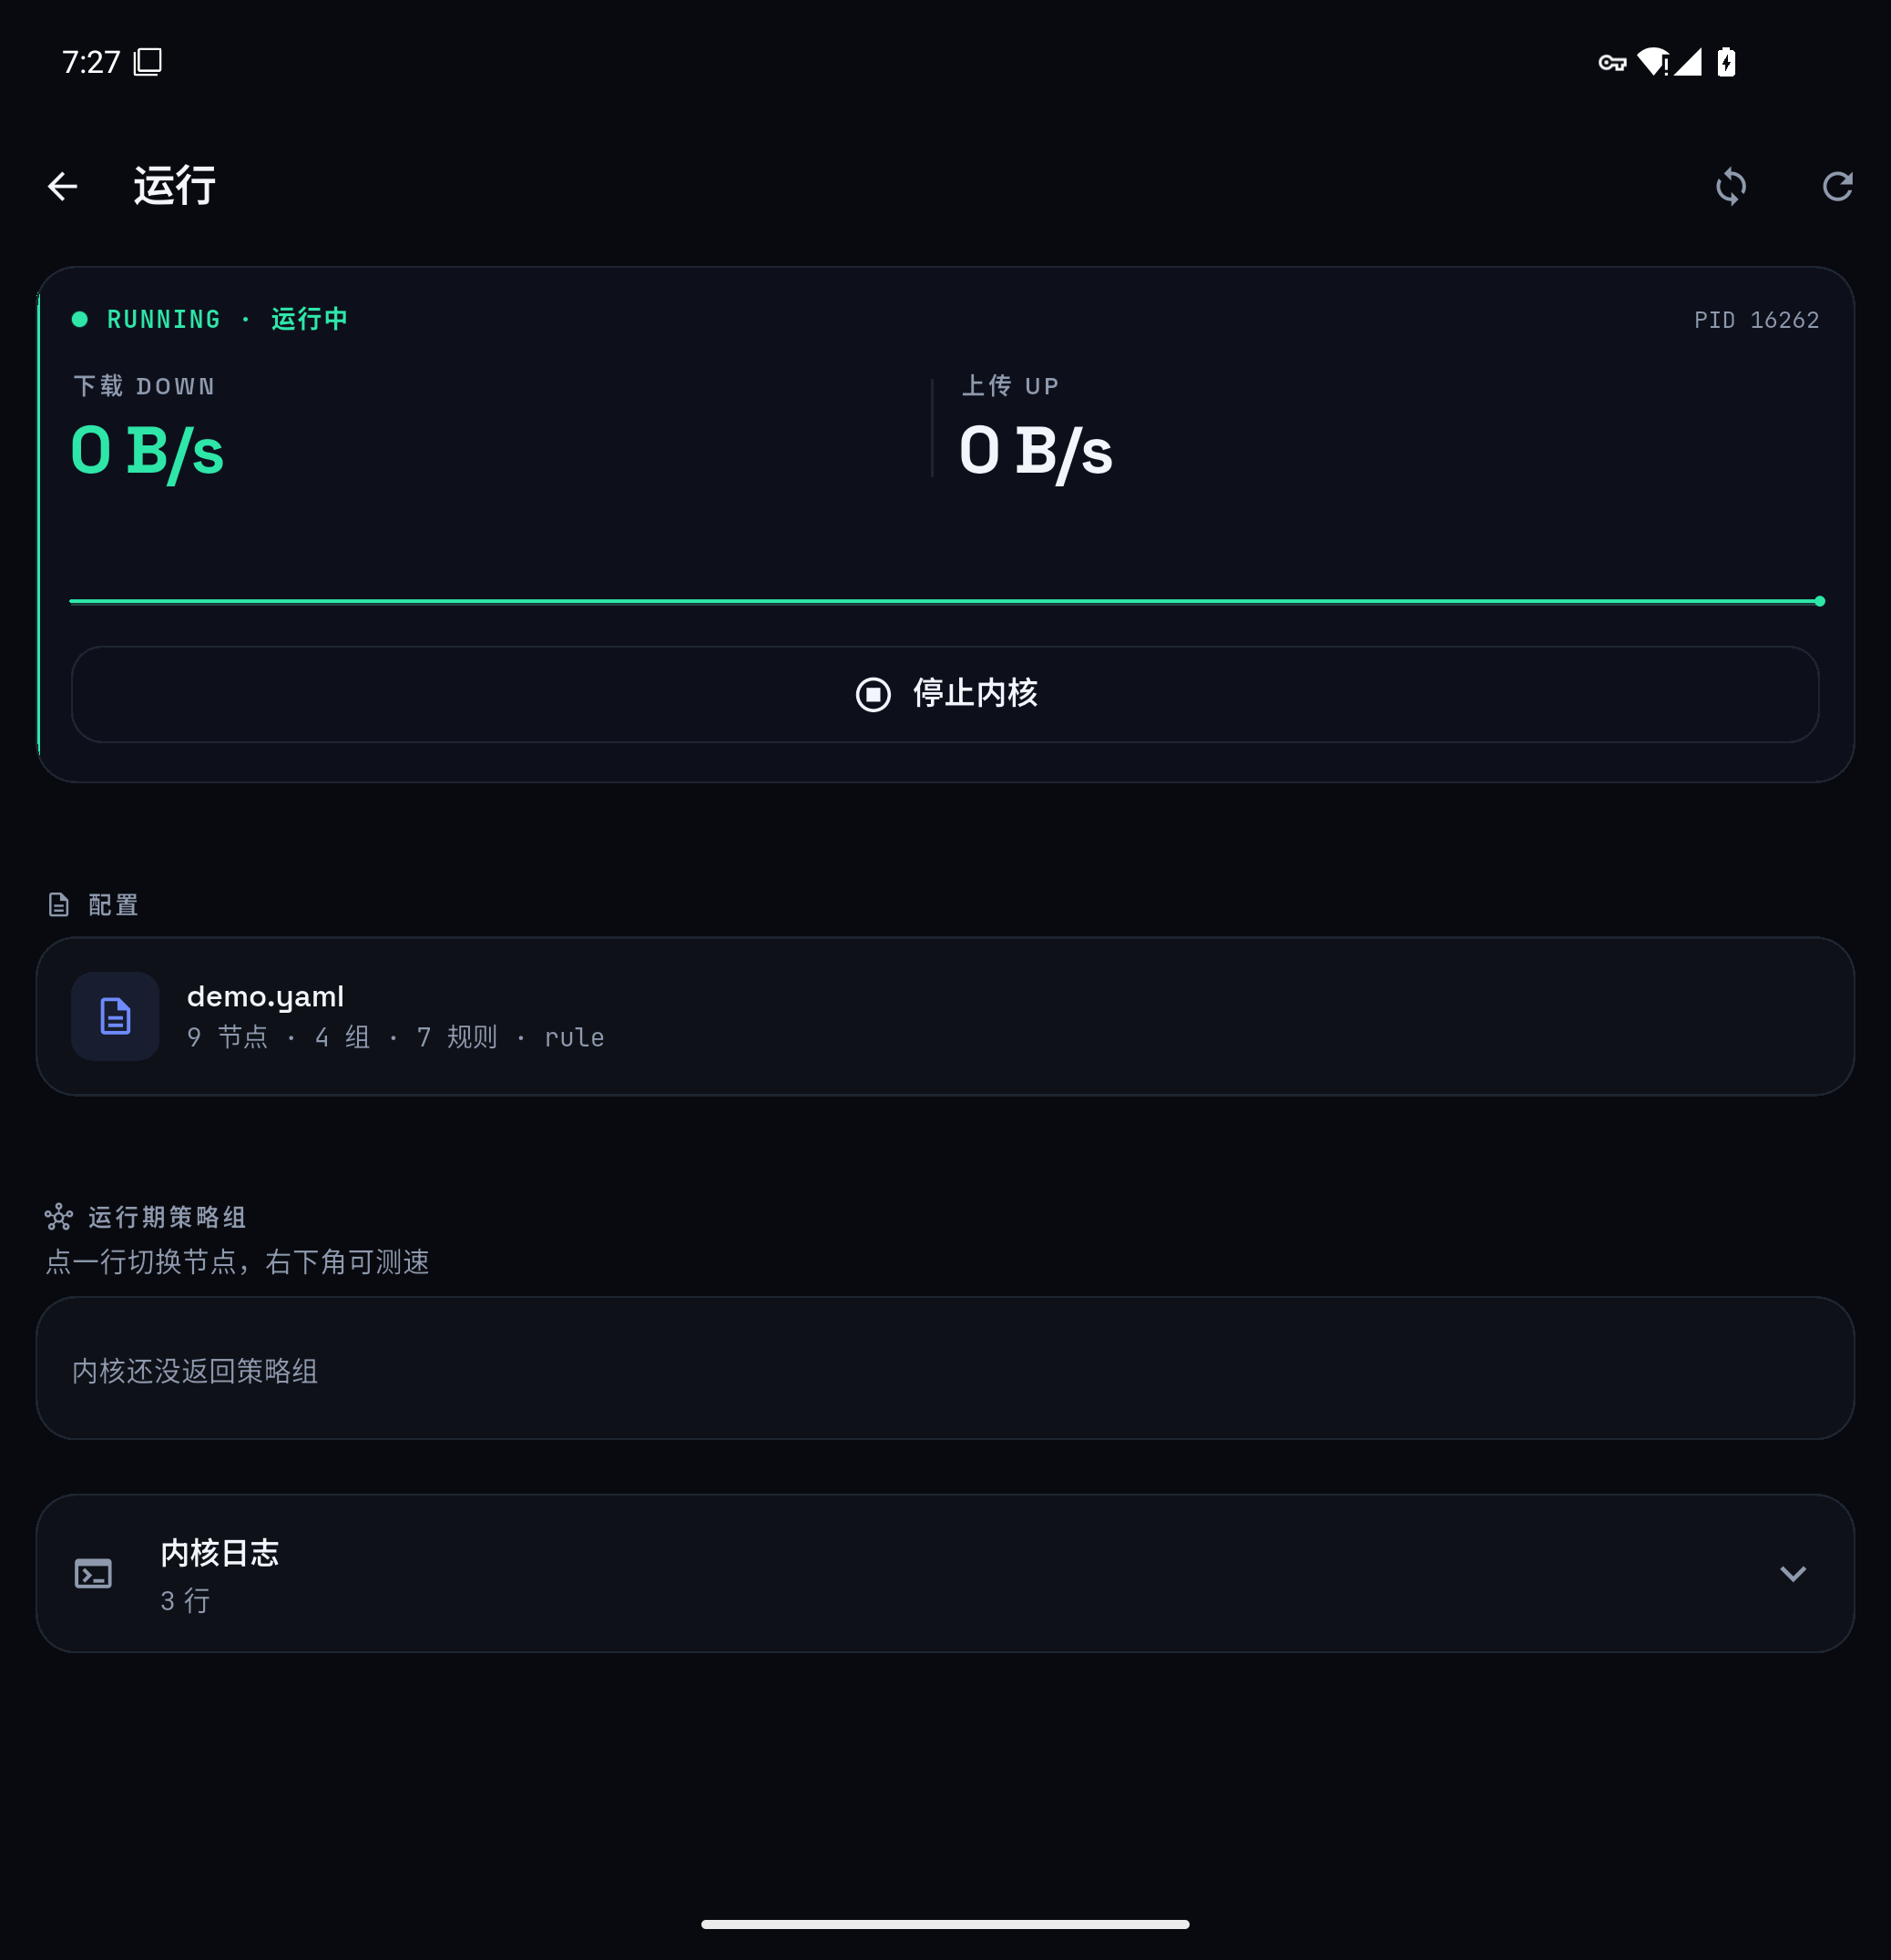 7:27
运行
RUNNING · 运行中
PID 16262
下载 DOWN
上传 UP
0 B/s
0 B/s
停止内核
配置
demo.yaml
9 节点 · 4 组 · 7 规则 · rule
运行期策略组
点一行切换节点，右下角可测速
内核还没返回策略组
内核日志
3 行